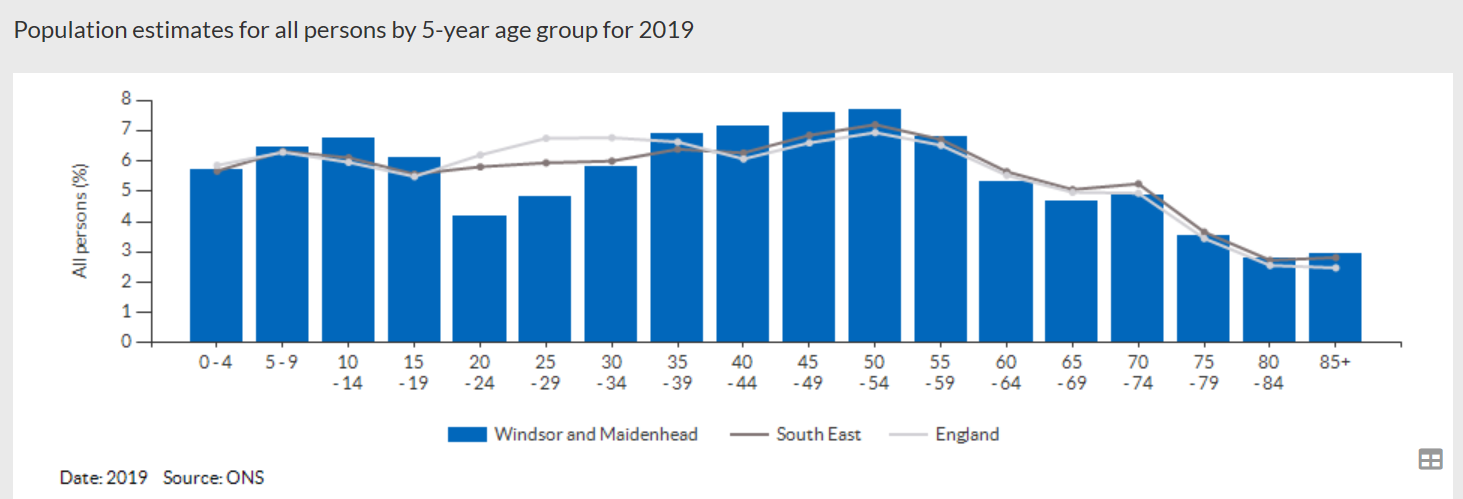 Population estimates for all persons by 5-year age group for 2019
All persons (%)
8
7
6
5
4
3
2
1
0
0 - 4 5 - 9 10 15 20 25 30 35 40 45 50 55 60 65 70 75 80 85+
- 14 - 19 - 24 - 29 - 34 - 39 - 44 - 49 - 54 - 59 - 64 - 69 - 74 - 79 - 84
Windsor and Maidenhead South East England
Date: 2019 Source: ONS